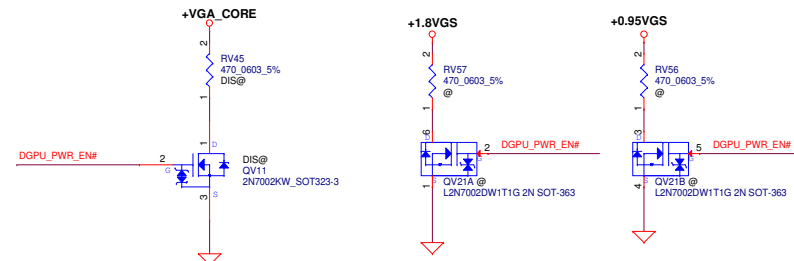 +VGA_CORE
2
RV45
470_0603_5%
DIS@
1
1
D
DGPU_PWR_EN#
2
G
S
3
DIS@
QV11
2N7002KW_SOT323-3
+1.8VGS
2
RV57
470_0603_5%
@
1
6
D
2
G
DGPU_PWR_EN#
S
1
QV21A @
L2N7002DW1T1G 2N SOT-363
+0.95VGS
2
RV56
470_0603_5%
@
1
3
D
5
G
DGPU_PWR_EN#
S
4
QV21B @
L2N7002DW1T1G 2N SOT-363